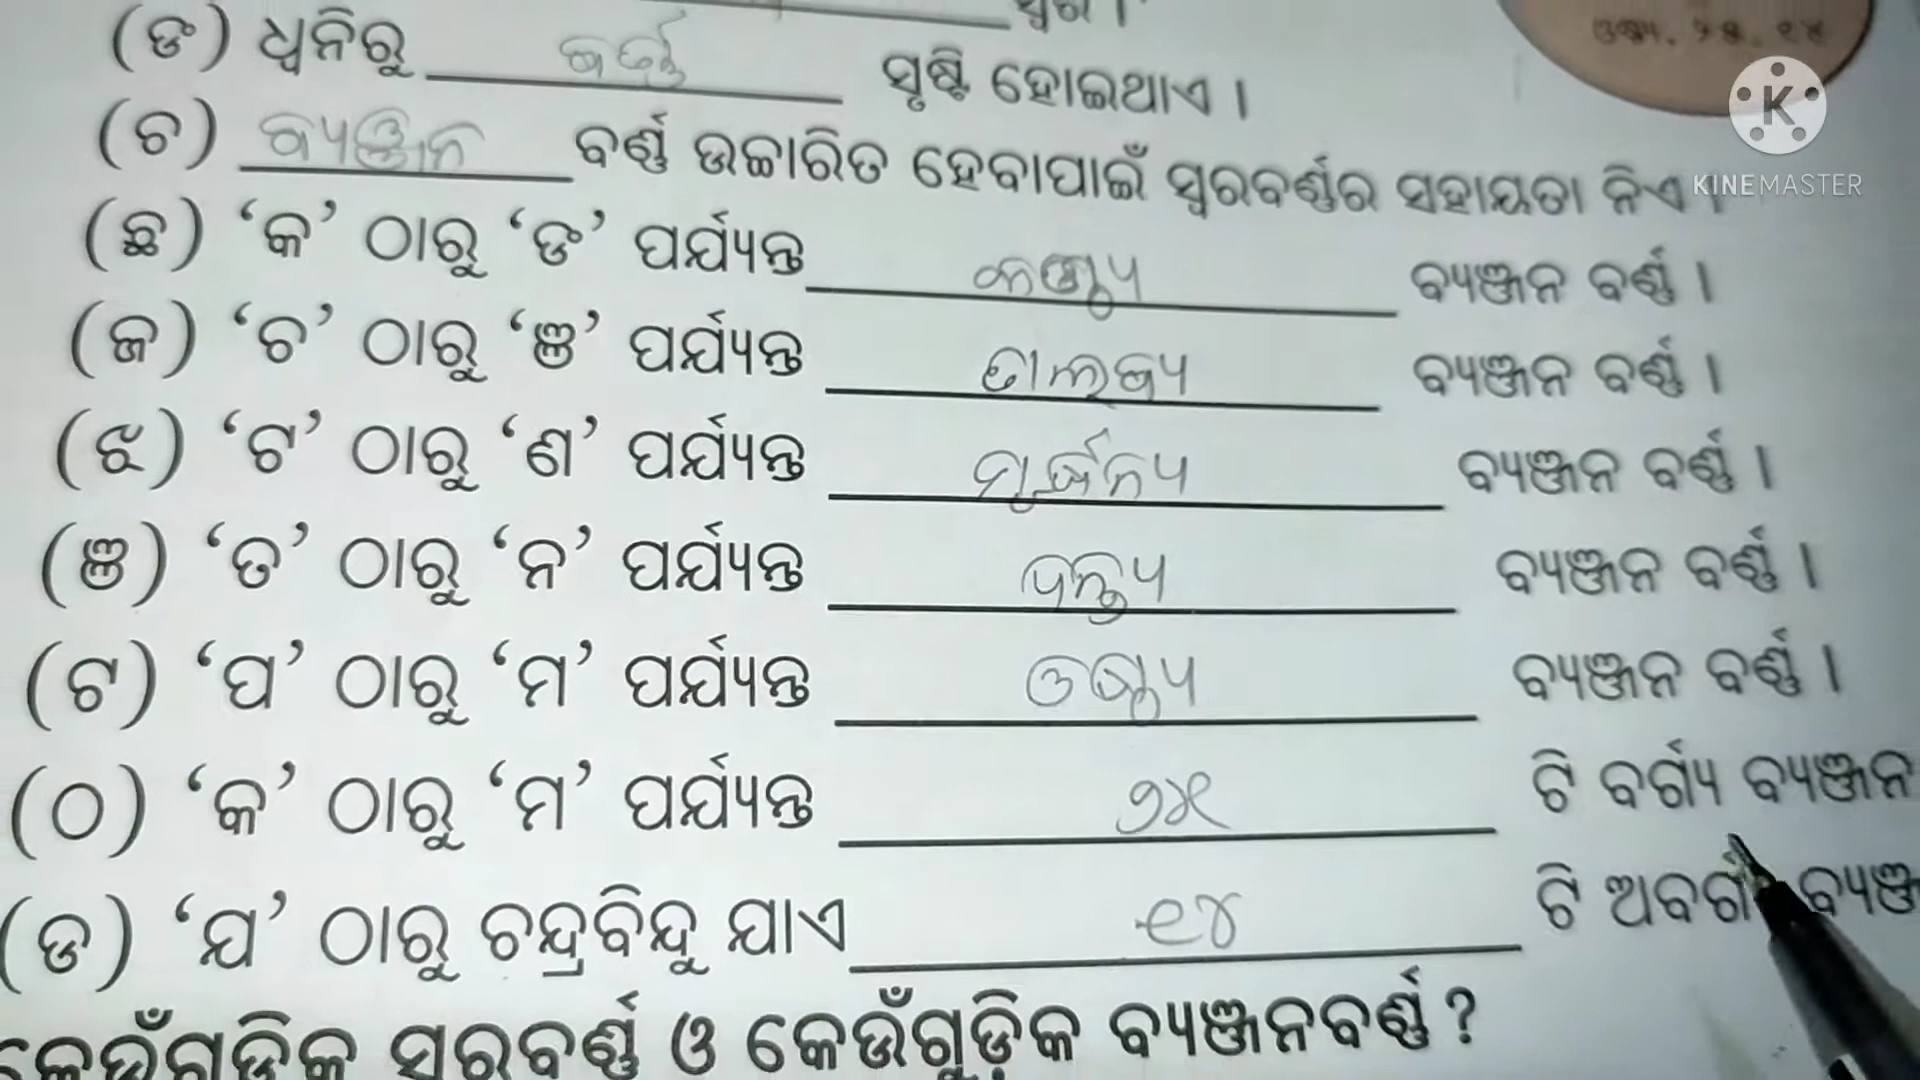 (ଙ) ଧ୍ୱନିରୁ ବର୍ଣ୍ଣ ସୃଷ୍ଟି ହୋଇଥାଏ ।
(ଚ) ବ୍ୟଞ୍ଜନ ବର୍ଣ୍ଣ ଉଚ୍ଚାରିତ ହେବାପାଇଁ ସ୍ୱରବର୍ଣ୍ଣର ସହାୟତା ନିଏ ।
(ଛ) ‘କ’ ଠାରୁ ‘ଙ’ ପର୍ଯ୍ୟନ୍ତ କଣ୍ଠ୍ୟ ବ୍ୟଞ୍ଜନ ବର୍ଣ୍ଣ ।
(ଜ) ‘ଚ’ ଠାରୁ ‘ଞ’ ପର୍ଯ୍ୟନ୍ତ ତାଲବ୍ୟ ବ୍ୟଞ୍ଜନ ବର୍ଣ୍ଣ ।
(ଝ) ‘ଟ’ ଠାରୁ ‘ଣ’ ପର୍ଯ୍ୟନ୍ତ ମୂର୍ଦ୍ଧନ୍ୟ ବ୍ୟଞ୍ଜନ ବର୍ଣ୍ଣ ।
(ଞ) ‘ତ’ ଠାରୁ ‘ନ’ ପର୍ଯ୍ୟନ୍ତ ଦନ୍ତ୍ୟ ବ୍ୟଞ୍ଜନ ବର୍ଣ୍ଣ ।
(ଟ) ‘ପ’ ଠାରୁ ‘ମ’ ପର୍ଯ୍ୟନ୍ତ ଓଷ୍ଠ୍ୟ ବ୍ୟଞ୍ଜନ ବର୍ଣ୍ଣ ।
(ଠ) ‘କ’ ଠାରୁ ‘ମ’ ପର୍ଯ୍ୟନ୍ତ ୨୫ ଟି ବର୍ଗ୍ୟ ବ୍ୟଞ୍ଜନ
(ଡ) ‘ଯ’ ଠାରୁ ଚନ୍ଦ୍ରବିନ୍ଦୁ ଯାଏ ୧୪ ଟି
କେଉଁଗୁଡ଼ିକ ସ୍ୱରବର୍ଣ୍ଣ ଓ କେଉଁଗୁଡ଼ିକ ବ୍ୟଞ୍ଜନବର୍ଣ୍ଣ ?
K
KINEMASTER